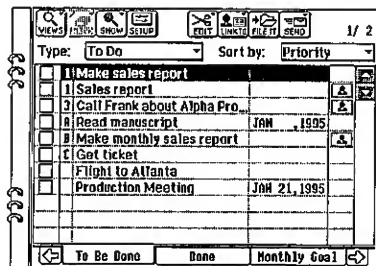 VIEWS FILTER SHOW SETUP EDIT LINKTO FILE IT SEND 1/ 2
Type: To Do Sort by: Priority
1 Make sales report
1 Sales report
3 Call Frank about Alpha Pro...
A Read manuscript JAN , 1995
B Make monthly sales report
C Get ticket
Flight to Atlanta
Production Meeting JAN 21, 1995
To Be Done Done Monthly Goal